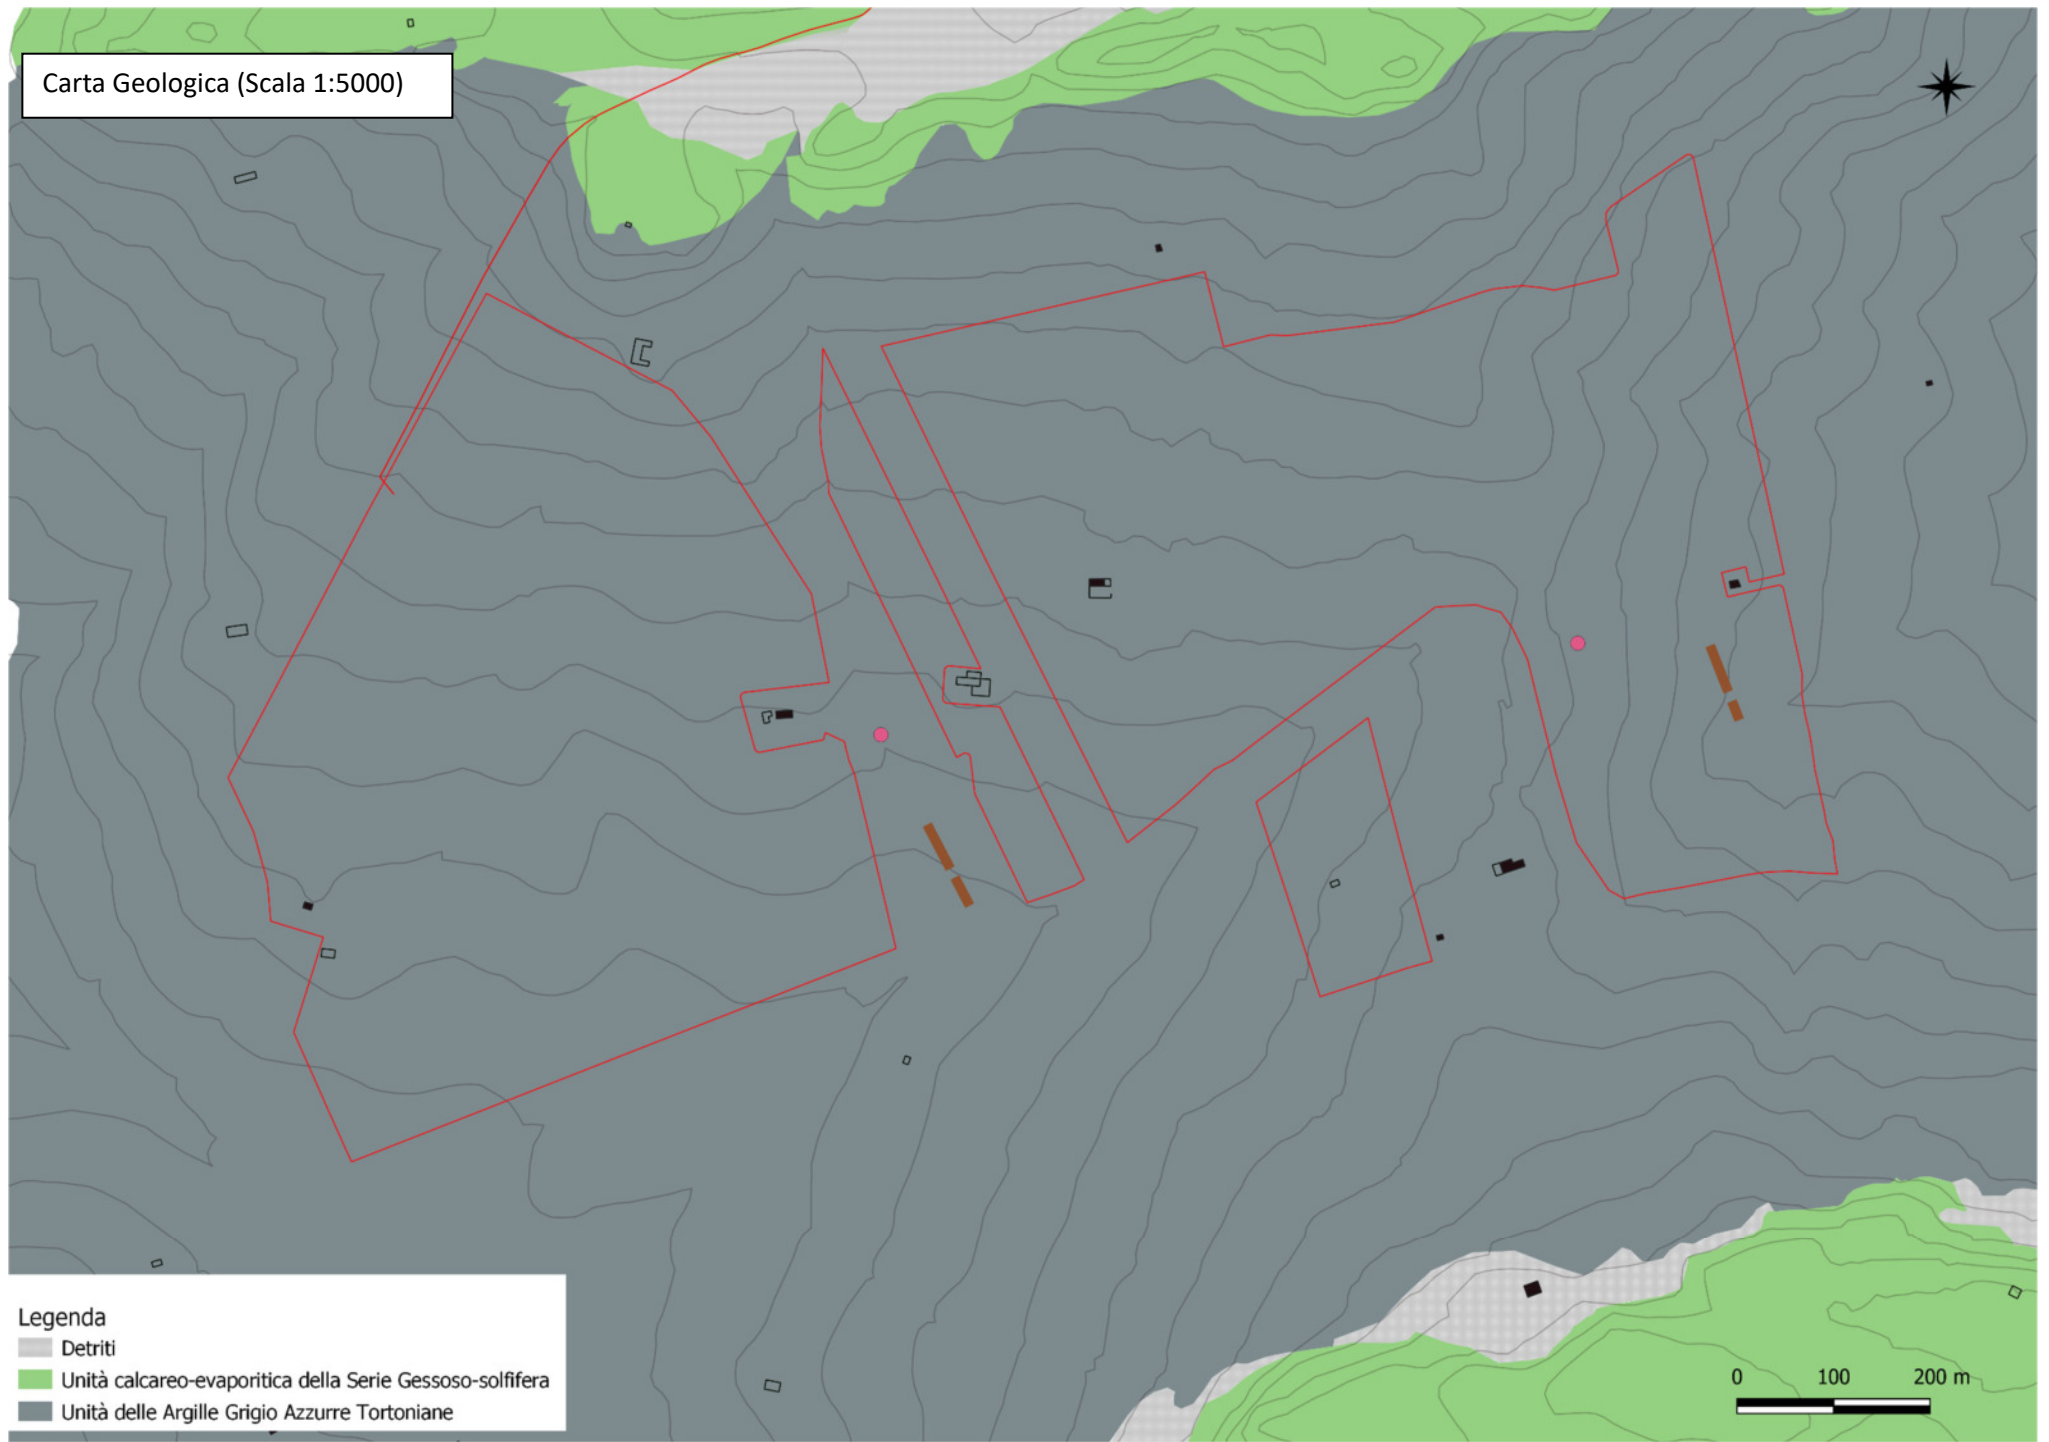 Carta Geologica (Scala 1:5000)
Legenda
Detriti
Unità calcareo-evaporitica della Serie Gessoso-solfifera
Unità delle Argille Grigio Azzurre Tortoniane
0 100 200 m